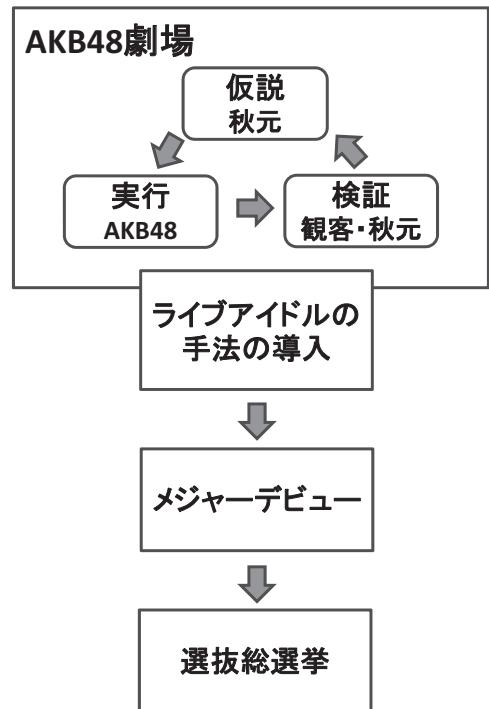 AKB48劇場
仮説
秋元
実行
AKB48
検証
観客・秋元
ライブアイドルの
手法の導入
メジャーデビュー
選抜総選挙